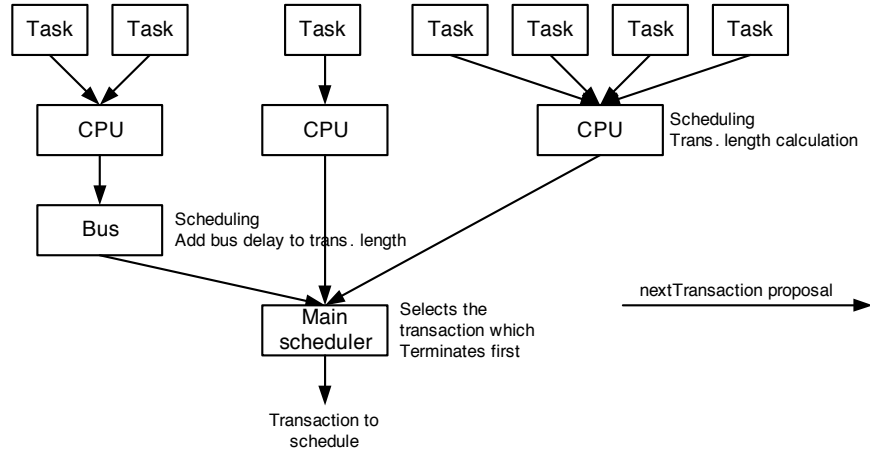 Task
Task
Task
Task
Task
Task
Task
CPU
CPU
CPU
Scheduling
Trans. length calculation
Bus
Scheduling
Add bus delay to trans. length
Main
scheduler
Selects the
transaction which
Terminates first
nextTransaction proposal
Transaction to
schedule